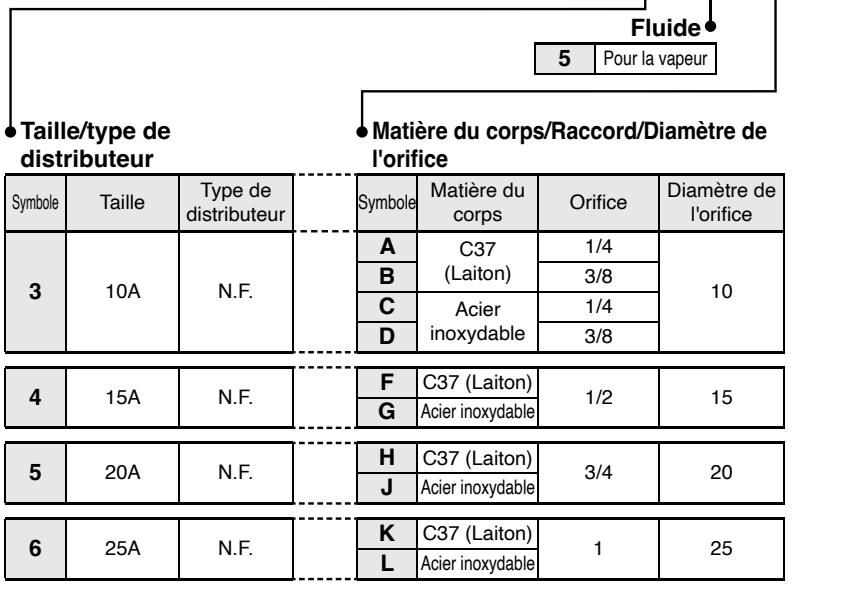 Fluide
5 Pour la vapeur
Taille/type de
distributeur
Symbole Taille Type de
distributeur
3 10A N.F.
4 15A N.F.
5 20A N.F.
6 25A N.F.
Matière du corps/Raccord/Diamètre de
l'orifice
Symbole Matière du
corps Orifice Diamètre de
l'orifice
A C37
(Laiton) 1/4 10
B 3/8
C Acier
inoxydable 1/4
D 3/8
F C37 (Laiton) 1/2 15
G Acier inoxydable
H C37 (Laiton) 3/4 20
J Acier inoxydable
K C37 (Laiton) 1 25
L Acier inoxydable